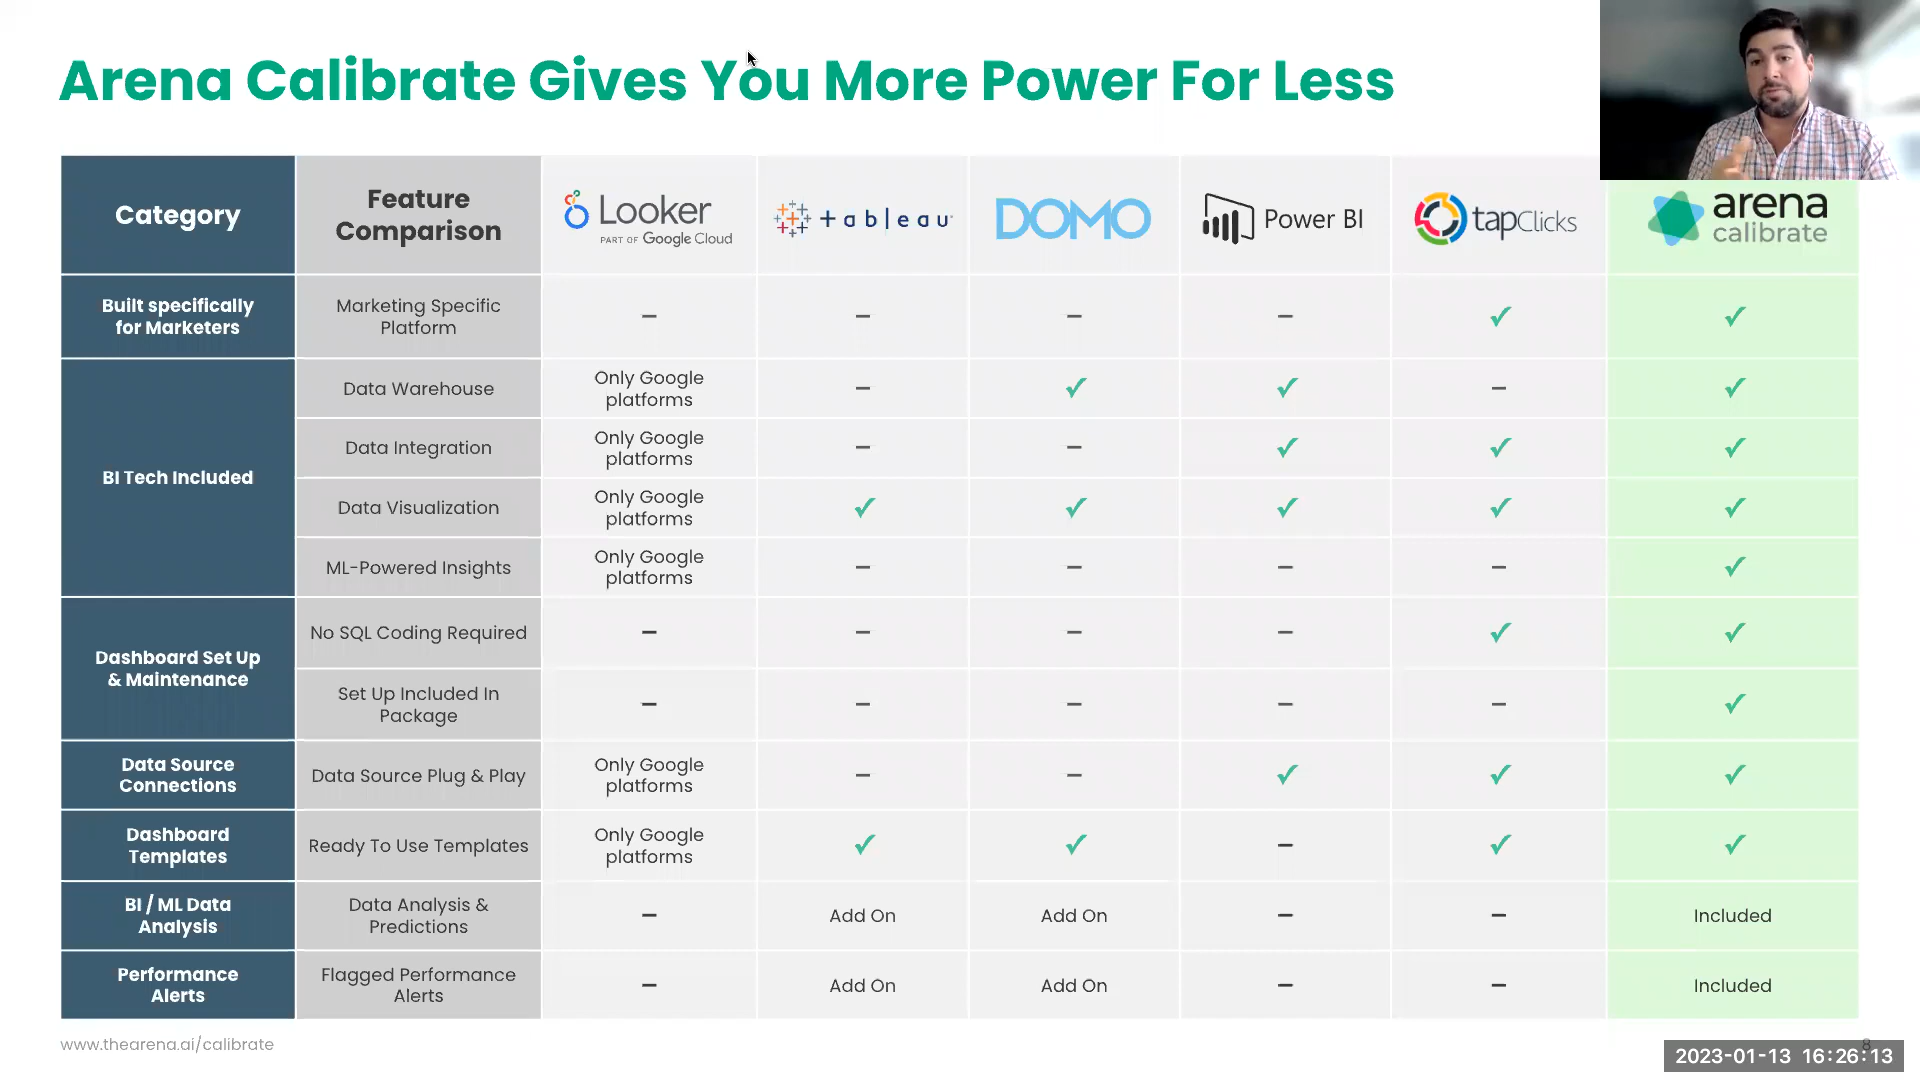 Arena Calibrate Gives You More Power For Less
Category
Feature
Comparison
Looker
PART OF Google Cloud
+ableau
DOMO
Power BI
tapClicks
arena
calibrate
Built specifically
for Marketers
Marketing Specific
Platform
–
–
–
–
✓
✓
BI Tech Included
Data Warehouse
Only Google
platforms
–
✓
✓
–
✓
Data Integration
Only Google
platforms
–
–
✓
✓
✓
Data Visualization
Only Google
platforms
✓
✓
✓
✓
✓
ML-Powered Insights
Only Google
platforms
–
–
–
–
✓
Dashboard Set Up
& Maintenance
No SQL Coding Required
–
–
–
–
✓
✓
Set Up Included In
Package
–
–
–
–
–
✓
Data Source
Connections
Data Source Plug & Play
Only Google
platforms
–
–
✓
✓
✓
Dashboard
Templates
Ready To Use Templates
Only Google
platforms
✓
✓
–
✓
✓
BI / ML Data
Analysis
Data Analysis &
Predictions
–
Add On
Add On
–
–
Included
Performance
Alerts
Flagged Performance
Alerts
–
Add On
Add On
–
–
Included
www.thearena.ai/calibrate
8
2023-01-13 16:26:13